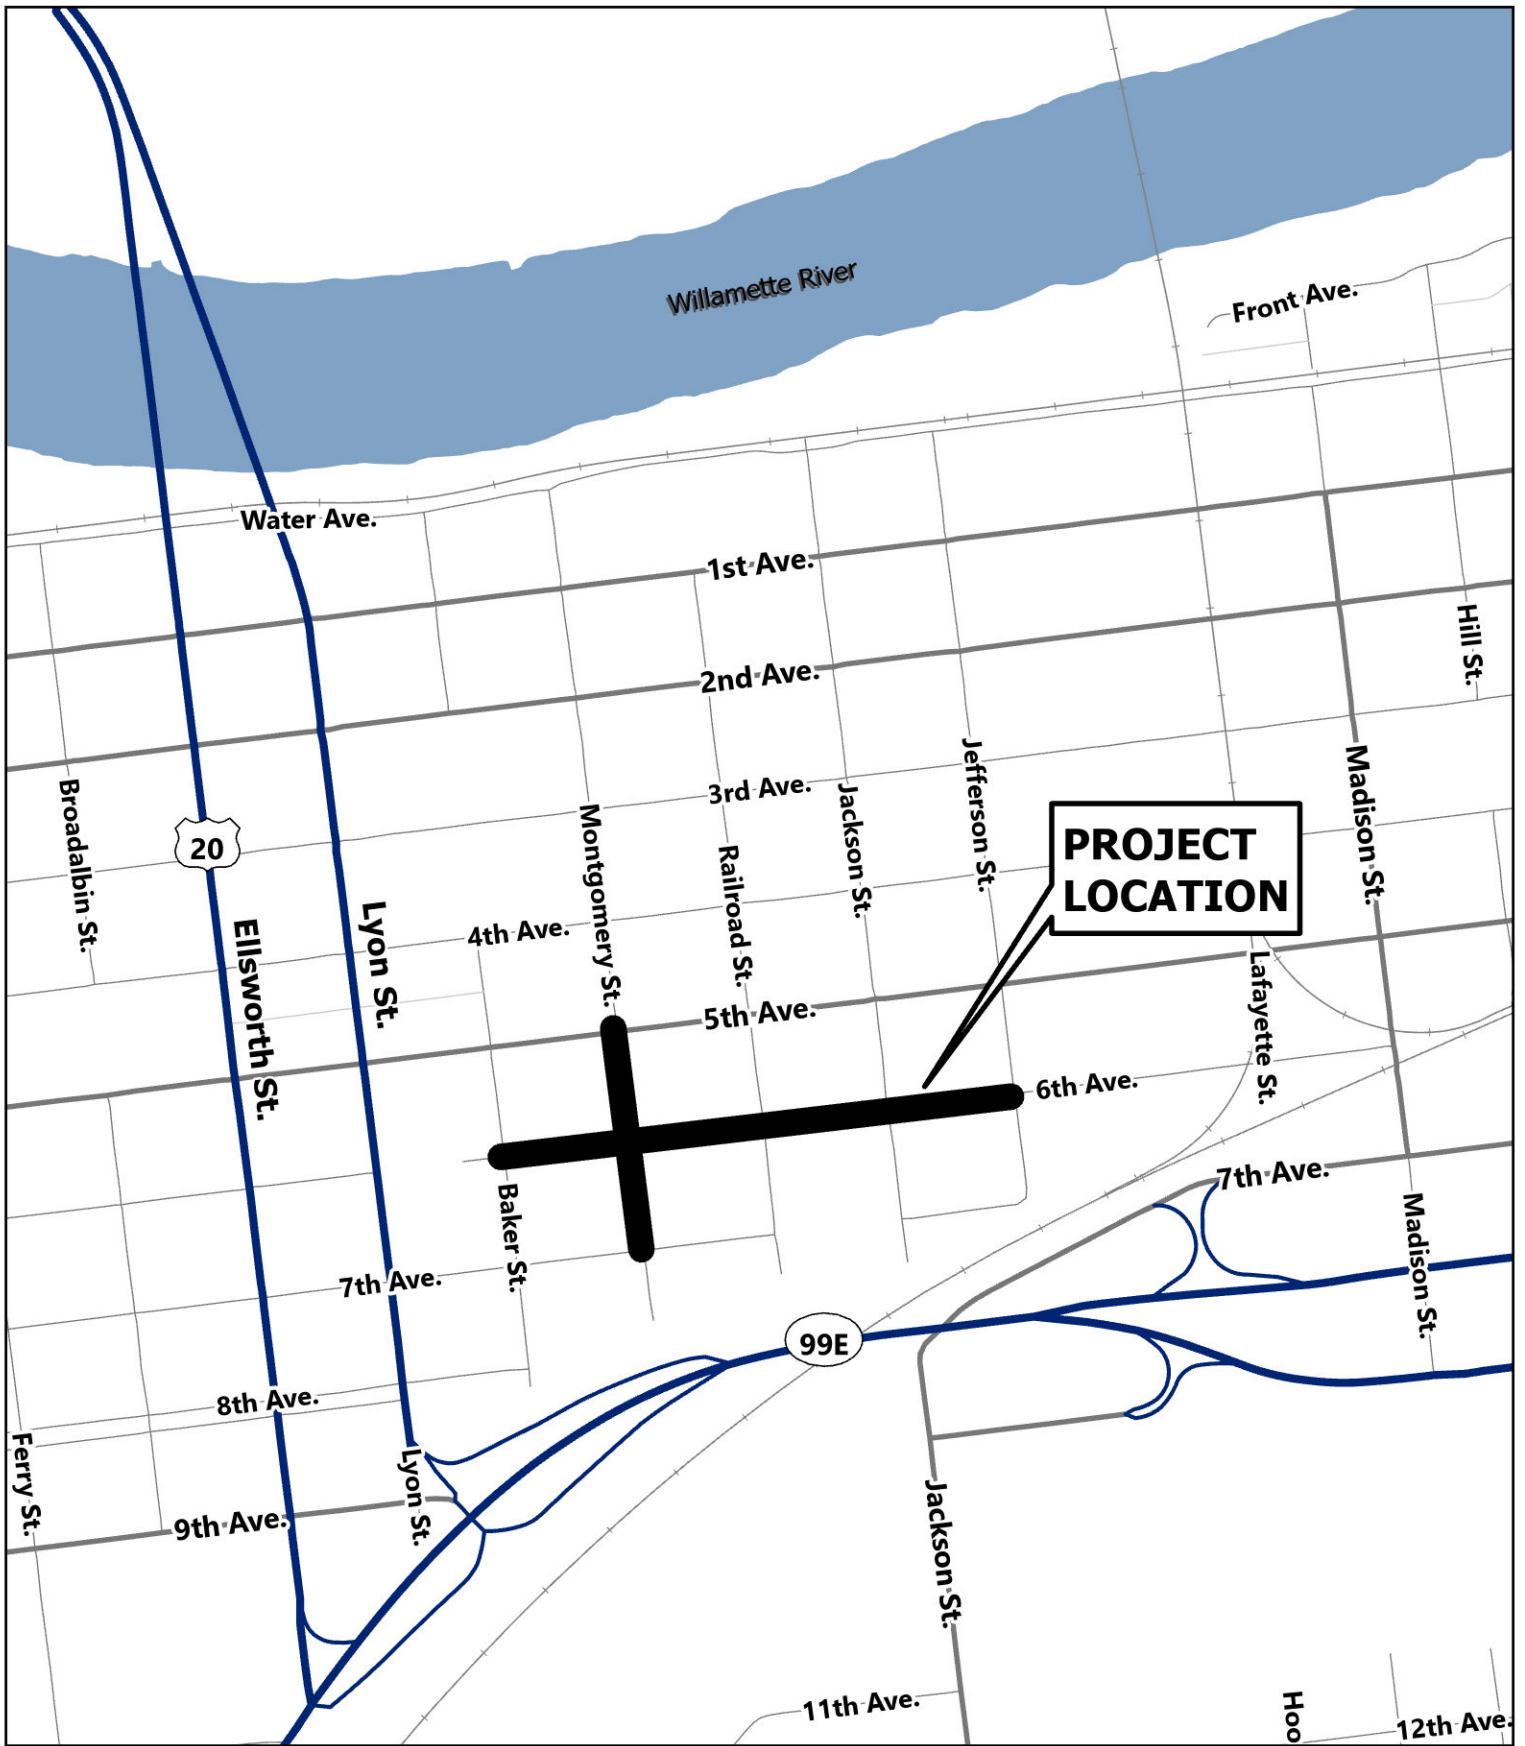 Willamette River
Front Ave.
Water Ave.
1st Ave.
2nd Ave.
Hill St.
3rd Ave.
Broadalbin St.
20
Montgomery St.
Railroad St.
Jackson St.
Jefferson St.
PROJECT
LOCATION
Madison St.
Ellsworth St.
Lyon St.
4th Ave.
5th Ave.
Lafayette St.
6th Ave.
Baker St.
7th Ave.
7th Ave.
Madison St.
99E
8th Ave.
Ferry St.
9th Ave.
Lyon St.
Jackson St.
11th Ave.
Hoo
12th Ave.